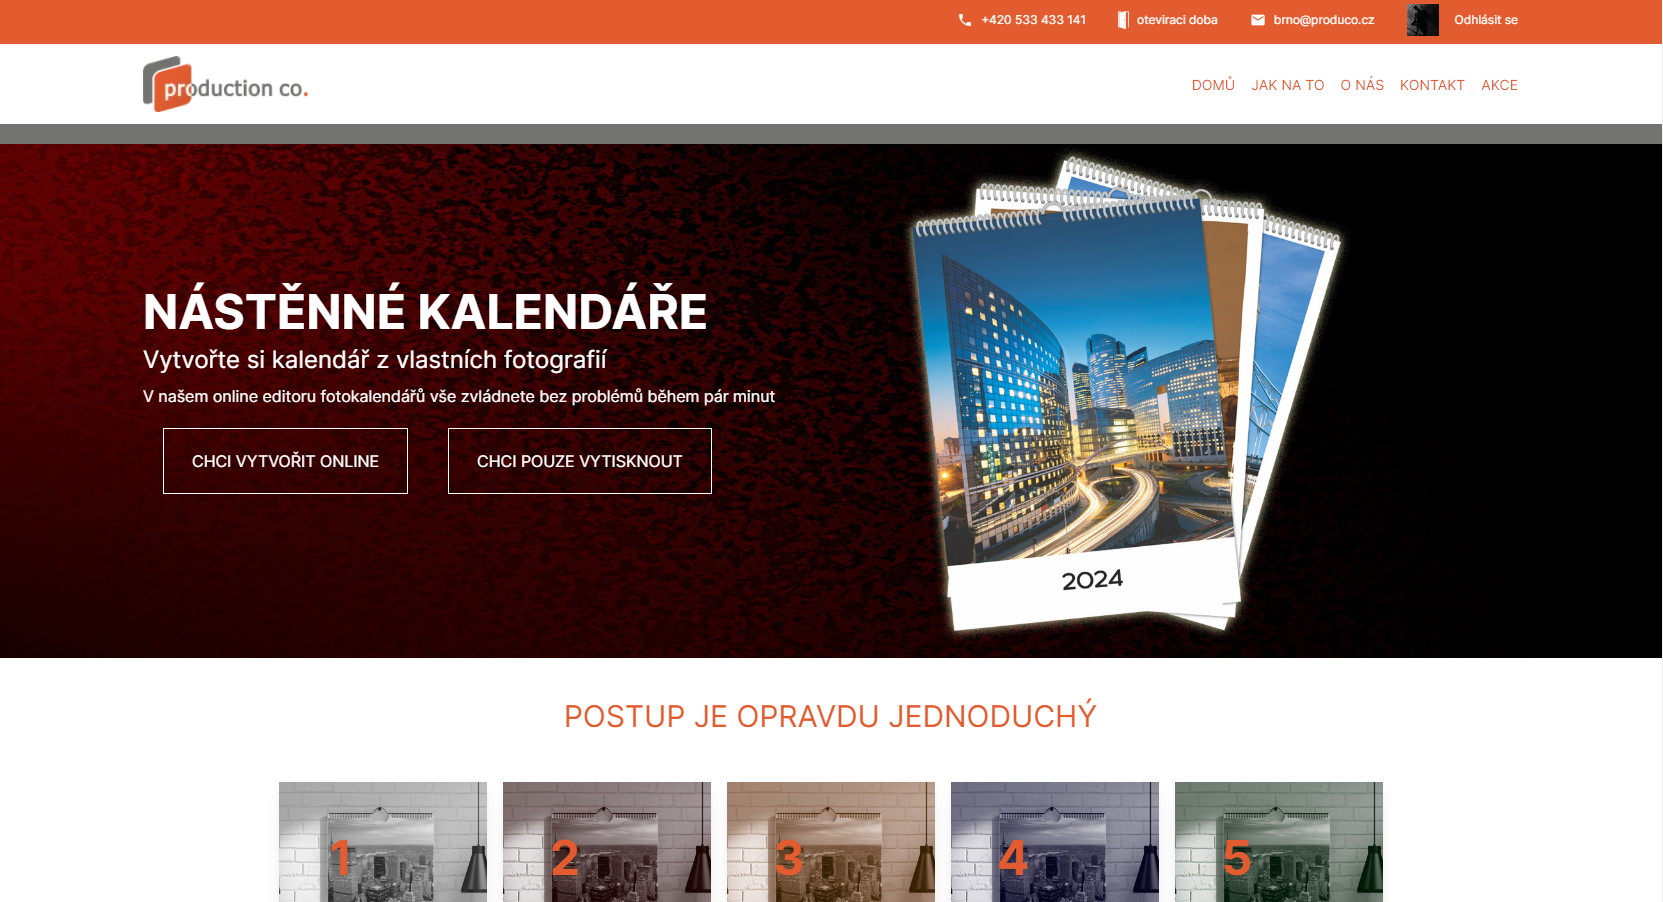 +420 533 433 141 oteviraci doba brno@produco.cz Odhlásit se
production co.
DOMŮ JAK NA TO O NÁS KONTAKT AKCE
NÁSTĚNNÉ KALENDÁŘE
Vytvořte si kalendář z vlastních fotografií
V našem online editoru fotokalendářů vše zvládnete bez problémů během pár minut
CHCI VYTVOŘIT ONLINE CHCI POUZE VYTISKNOUT
2024
POSTUP JE OPRAVDU JEDNODUCHÝ
1 2 3 4 5